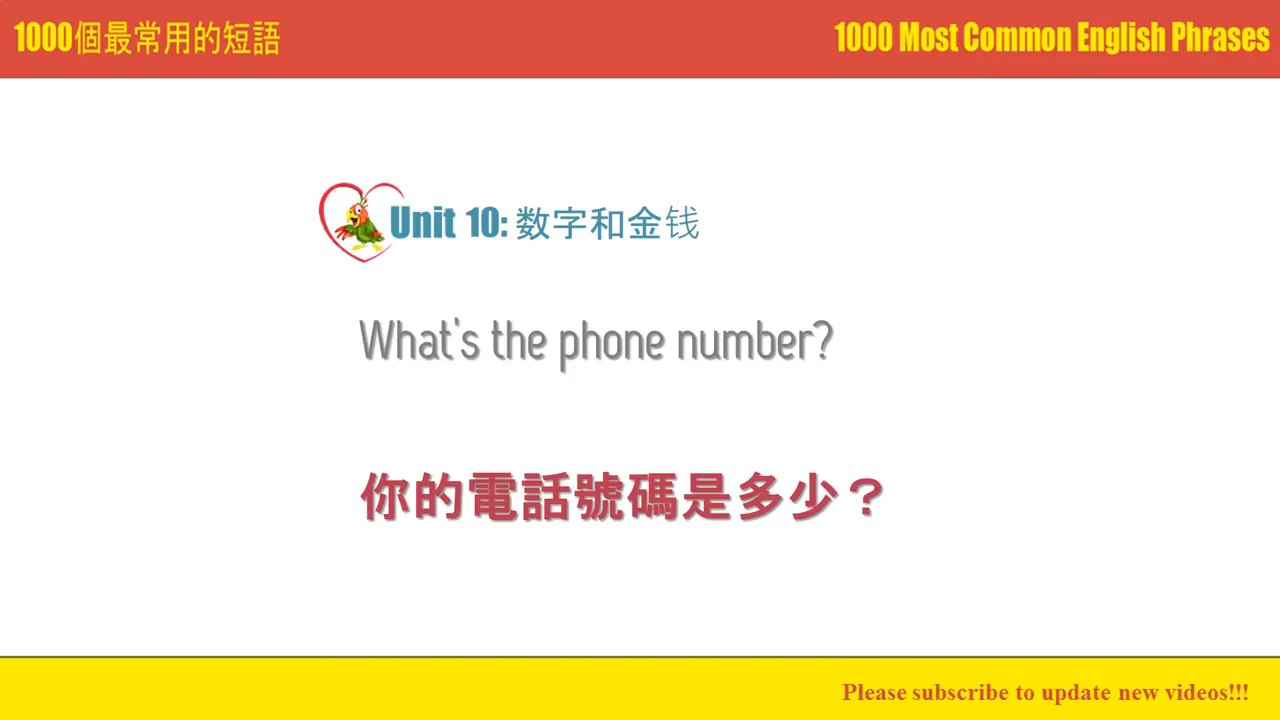 1000個最常用的短語
1000 Most Common English Phrases
Unit 10: 数字和金钱
What's the phone number?
你的電話號碼是多少？
Please subscribe to update new videos!!!